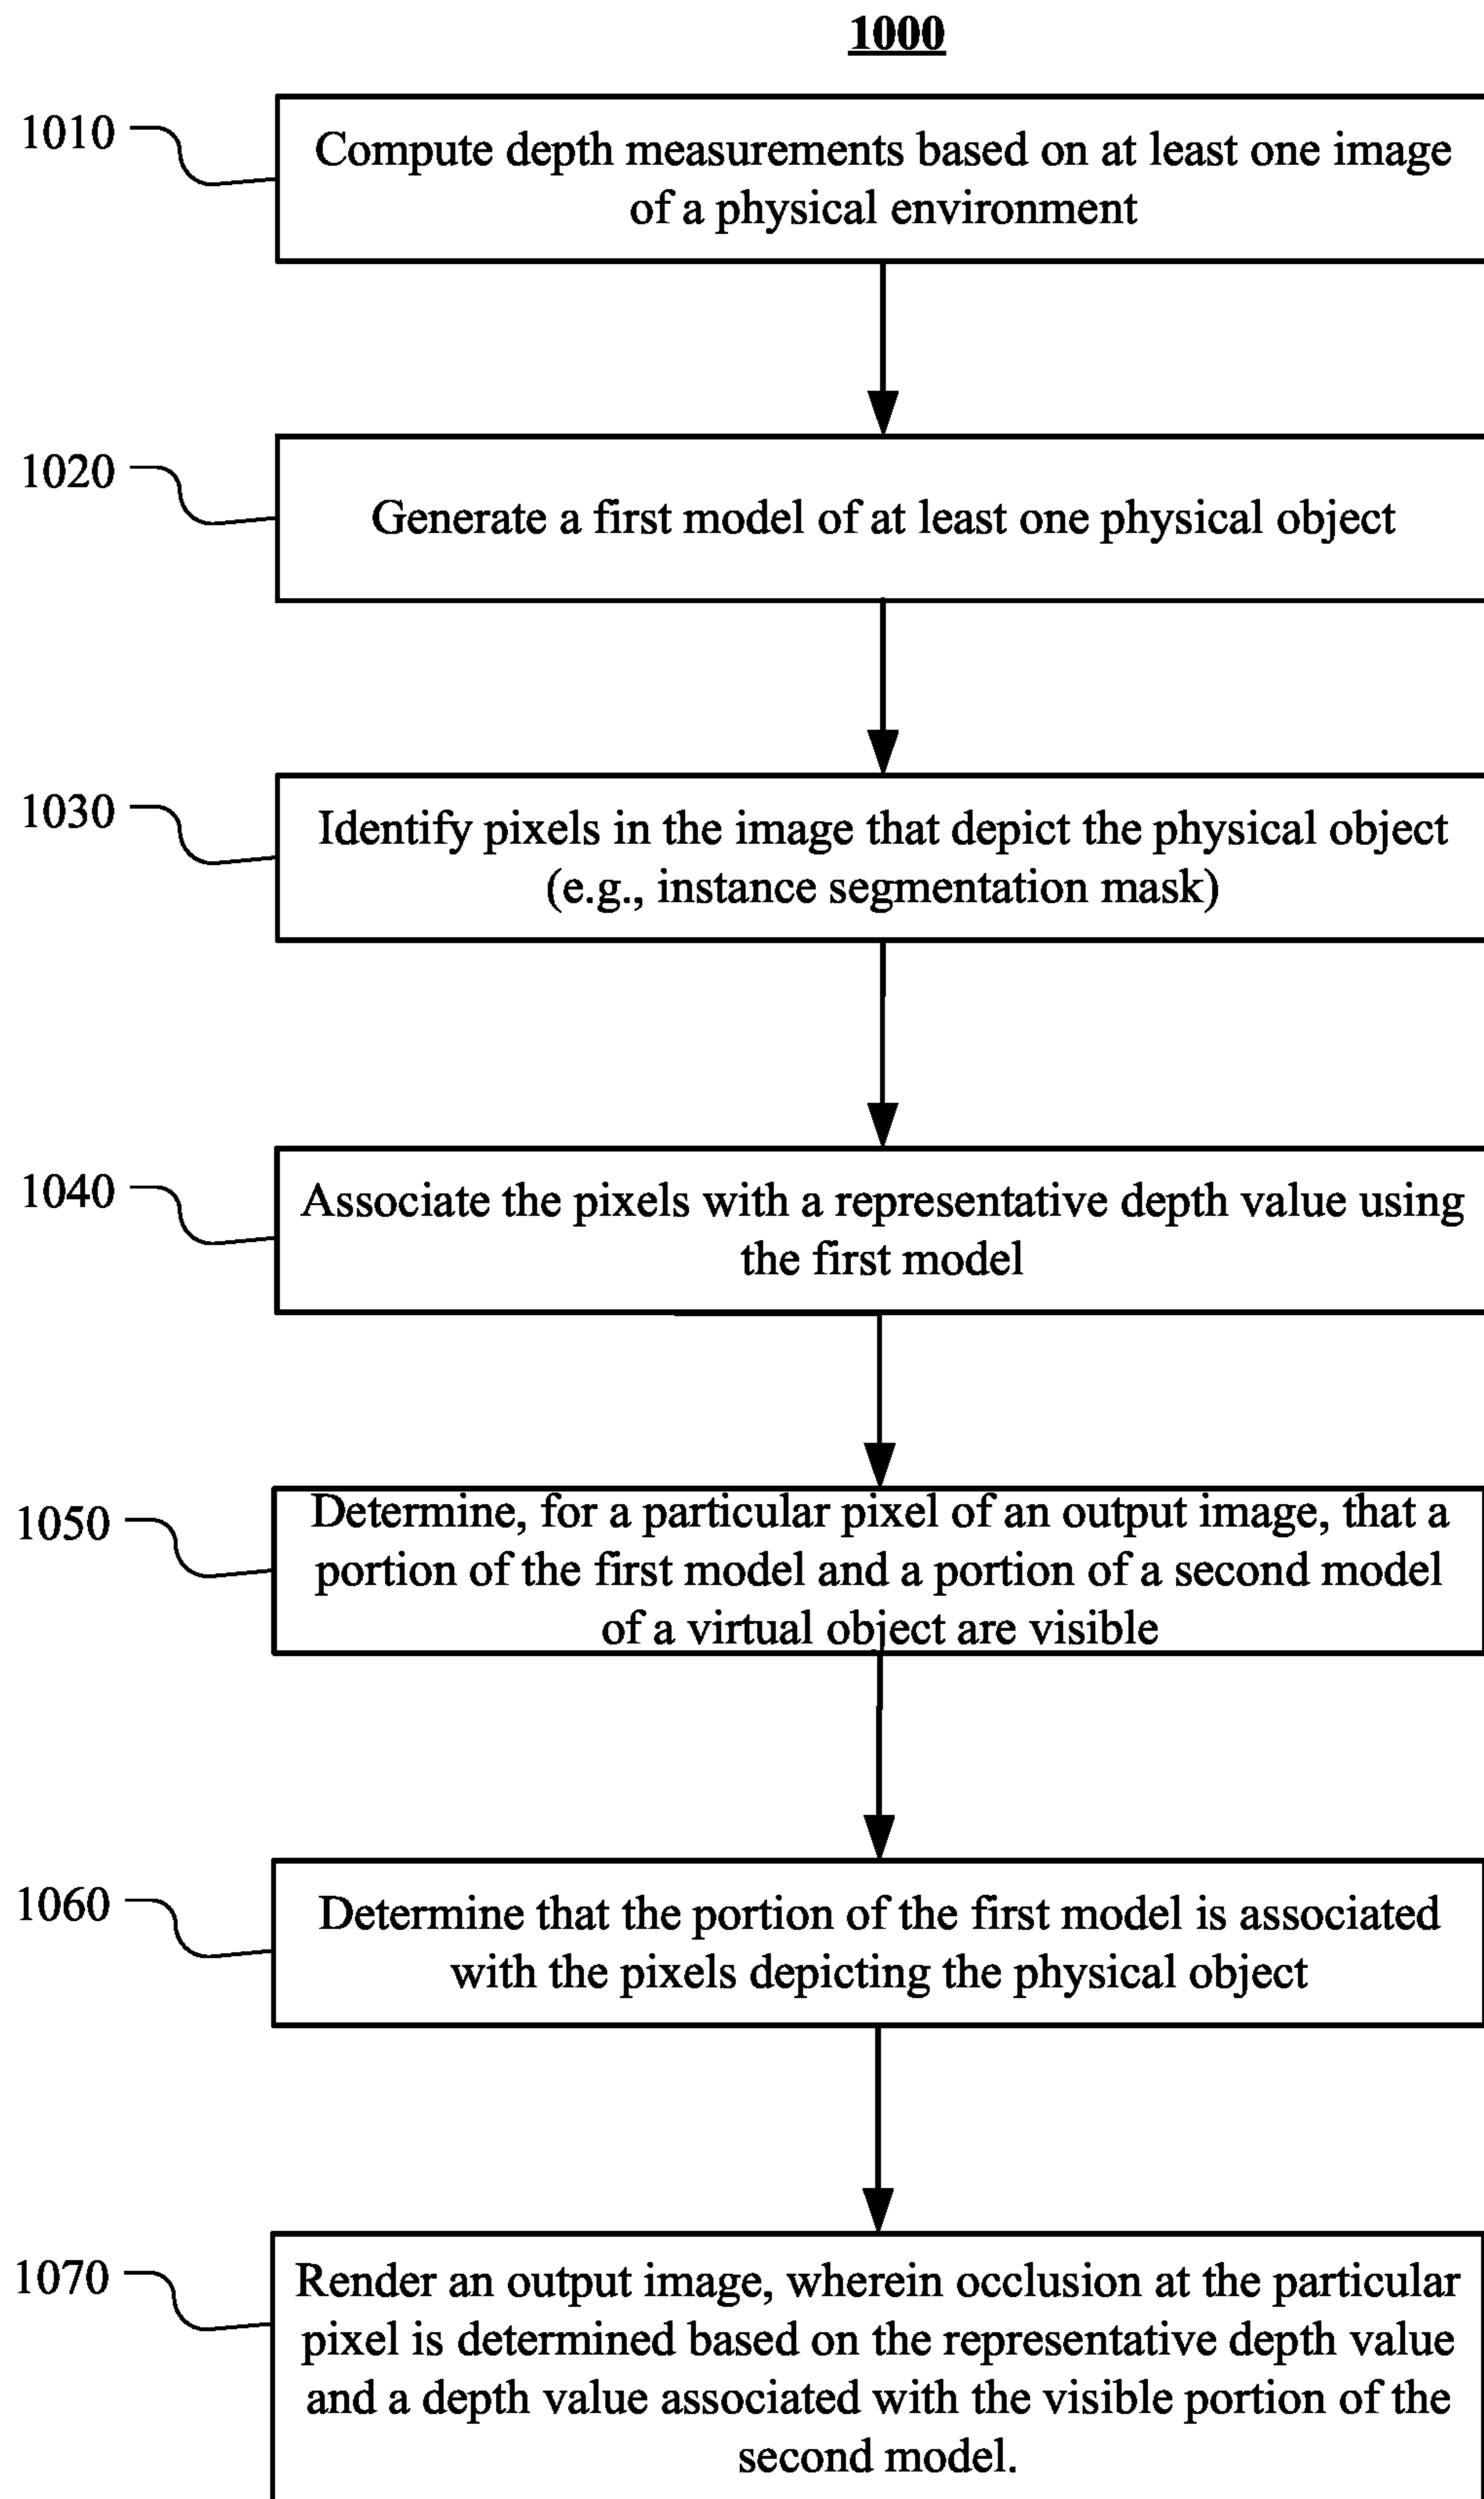 1000
1010
Compute depth measurements based on at least one image
of a physical environment
1020
Generate a first model of at least one physical object
1030
Identify pixels in the image that depict the physical object
(e.g., instance segmentation mask)
1040
Associate the pixels with a representative depth value using
the first model
1050
Determine, for a particular pixel of an output image, that a
portion of the first model and a portion of a second model
of a virtual object are visible
1060
Determine that the portion of the first model is associated
with the pixels depicting the physical object
1070
Render an output image, wherein occlusion at the particular
pixel is determined based on the representative depth value
and a depth value associated with the visible portion of the
second model.